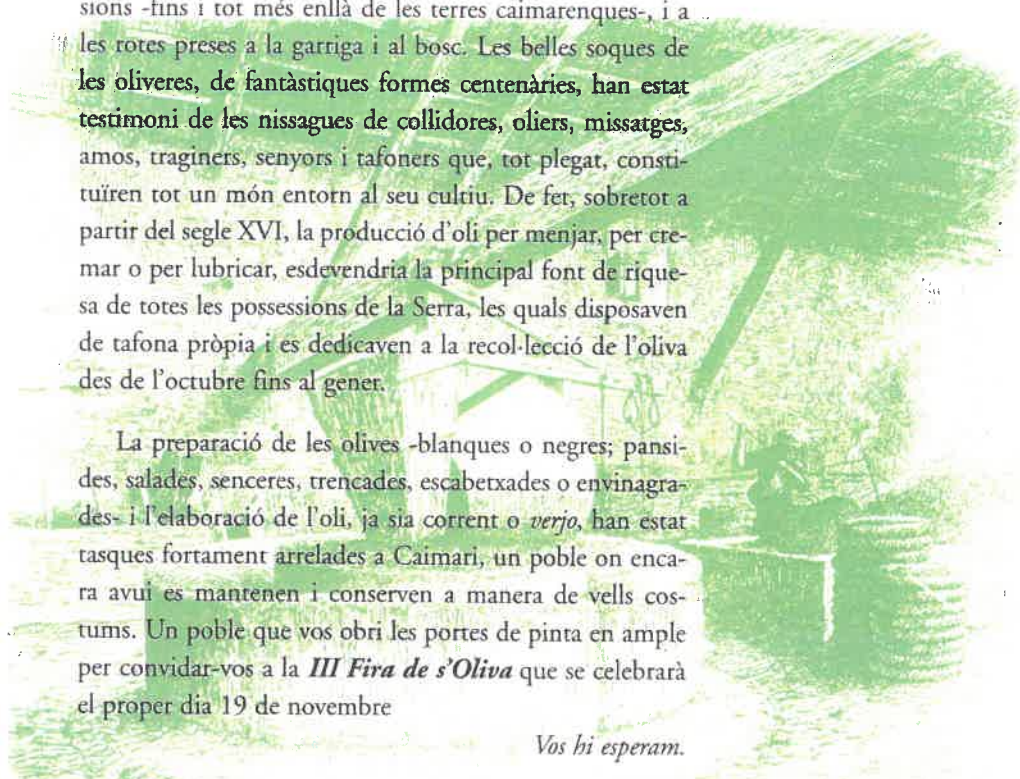 sions -fins i tot més enllà de les terres caimarenques-, i a
les rotes preses a la garriga i al bosc. Les belles soques de
les oliveres, de fantàstiques formes centenàries, han estat
testimoni de les nissagues de collidores, oliers, missatges,
amos, traginers, senyors i tafoners que, tot plegat, consti-
tuïren tot un món entorn al seu cultiu. De fet, sobretot a
partir del segle XVI, la producció d'oli per menjar, per cre-
mar o per lubricar, esdevendria la principal font de rique-
sa de totes les possessions de la Serra, les quals disposaven
de tafona pròpia i es dedicaven a la recol·lecció de l'oliva
des de l'octubre fins al gener.
La preparació de les olives -blanques o negres; pansi-
des, salades, senceres, trencades, escabetxades o envinagra-
des- i l'elaboració de l'oli, ja sia corrent o verjo, han estat
tasques fortament arrelades a Caimari, un poble on enca-
ra avui es mantenen i conserven a manera de vells cos-
tums. Un poble que vos obri les portes de pinta en ample
per convidar-vos a la III Fira de s'Oliva que se celebrarà
el proper dia 19 de novembre
Vos hi esperam.